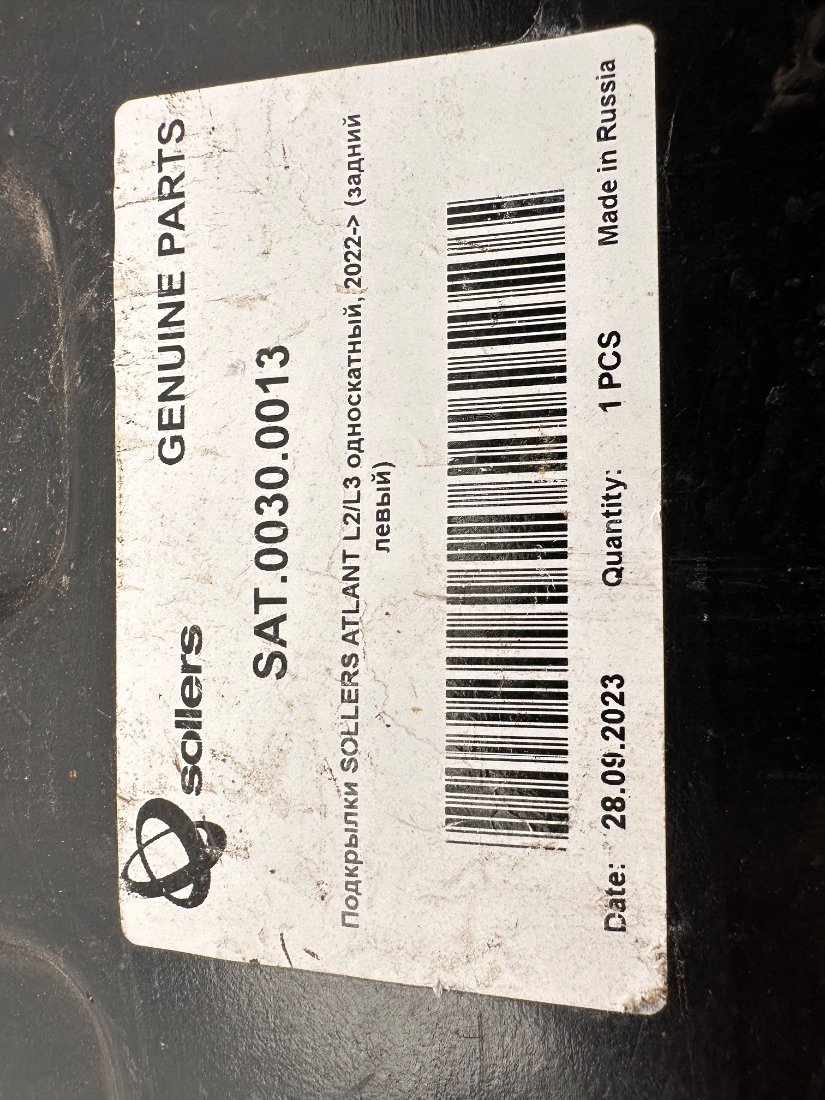 sollers GENUINE PARTS
SAT.0030.0013
Подкрылки SOLLERS ATLANT L2/L3 односкатный, 2022-> (задний
левый)
Date: 28.09.2023 Quantity: 1 PCS Made in Russia